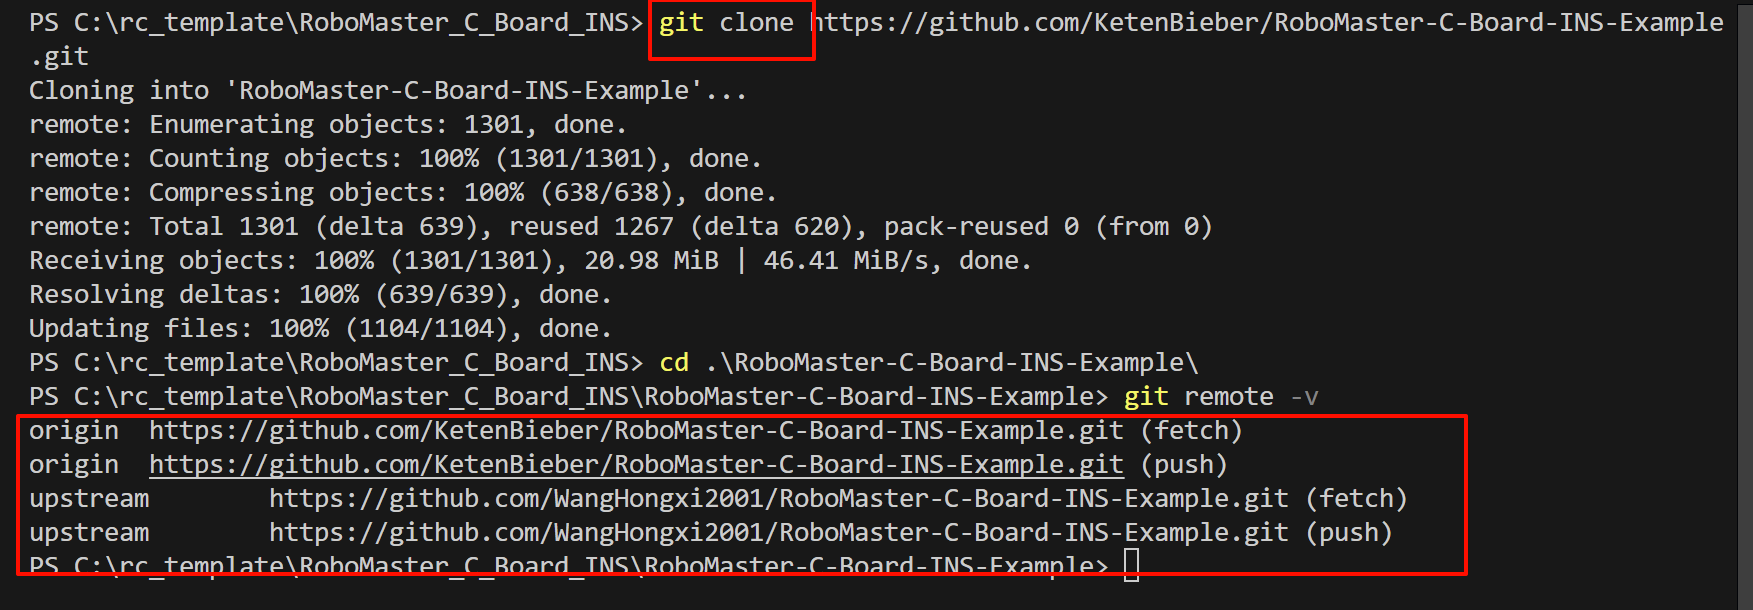 PS C:\rc_template\RoboMaster_C_Board_INS> git clone https://github.com/KetenBieber/RoboMaster-C-Board-INS-Example
.git
Cloning into 'RoboMaster-C-Board-INS-Example'...
remote: Enumerating objects: 1301, done.
remote: Counting objects: 100% (1301/1301), done.
remote: Compressing objects: 100% (638/638), done.
remote: Total 1301 (delta 639), reused 1267 (delta 620), pack-reused 0 (from 0)
Receiving objects: 100% (1301/1301), 20.98 MiB | 46.41 MiB/s, done.
Resolving deltas: 100% (639/639), done.
Updating files: 100% (1104/1104), done.
PS C:\rc_template\RoboMaster_C_Board_INS> cd .\RoboMaster-C-Board-INS-Example\
PS C:\rc_template\RoboMaster_C_Board_INS\RoboMaster-C-Board-INS-Example> git remote -v
origin  https://github.com/KetenBieber/RoboMaster-C-Board-INS-Example.git (fetch)
origin  https://github.com/KetenBieber/RoboMaster-C-Board-INS-Example.git (push)
upstream        https://github.com/WangHongxi2001/RoboMaster-C-Board-INS-Example.git (fetch)
upstream        https://github.com/WangHongxi2001/RoboMaster-C-Board-INS-Example.git (push)
PS C:\rc_template\RoboMaster_C_Board_INS\RoboMaster-C-Board-INS-Example>